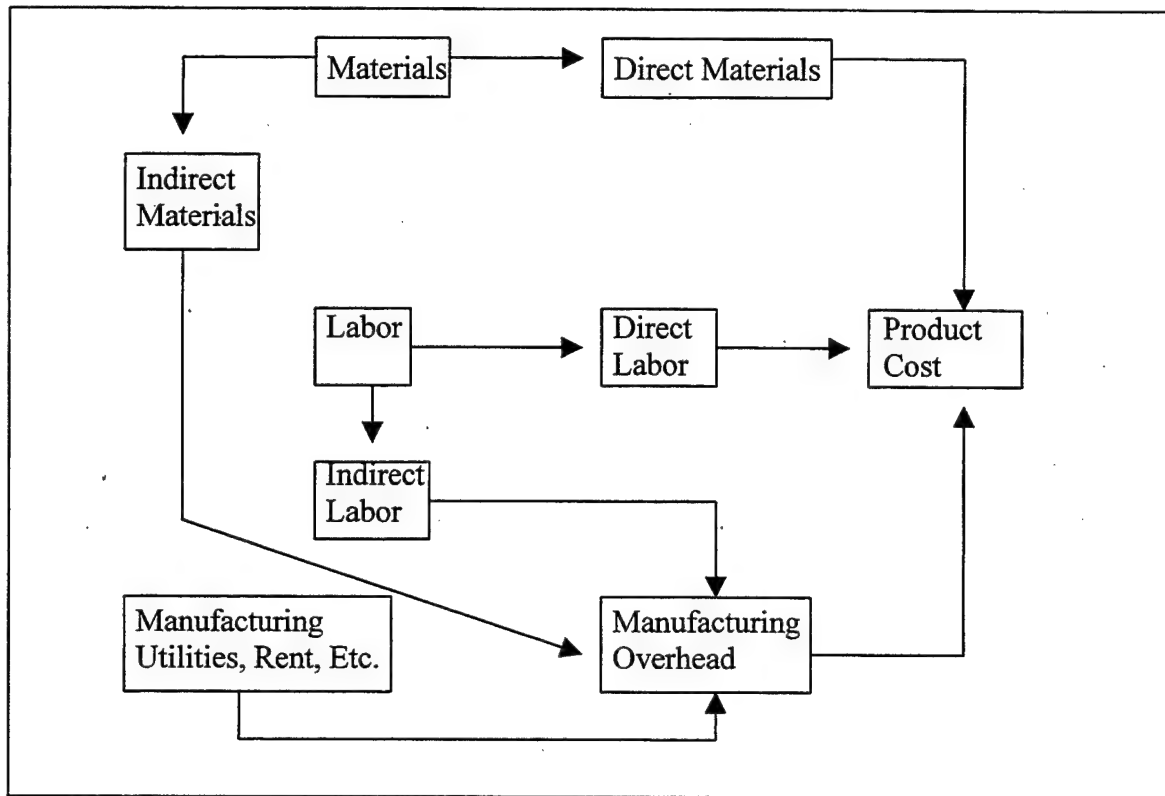 Materials
Direct Materials
Indirect
Materials
Labor
Direct
Labor
Product
Cost
Indirect
Labor
Manufacturing
Utilities, Rent, Etc.
Manufacturing
Overhead